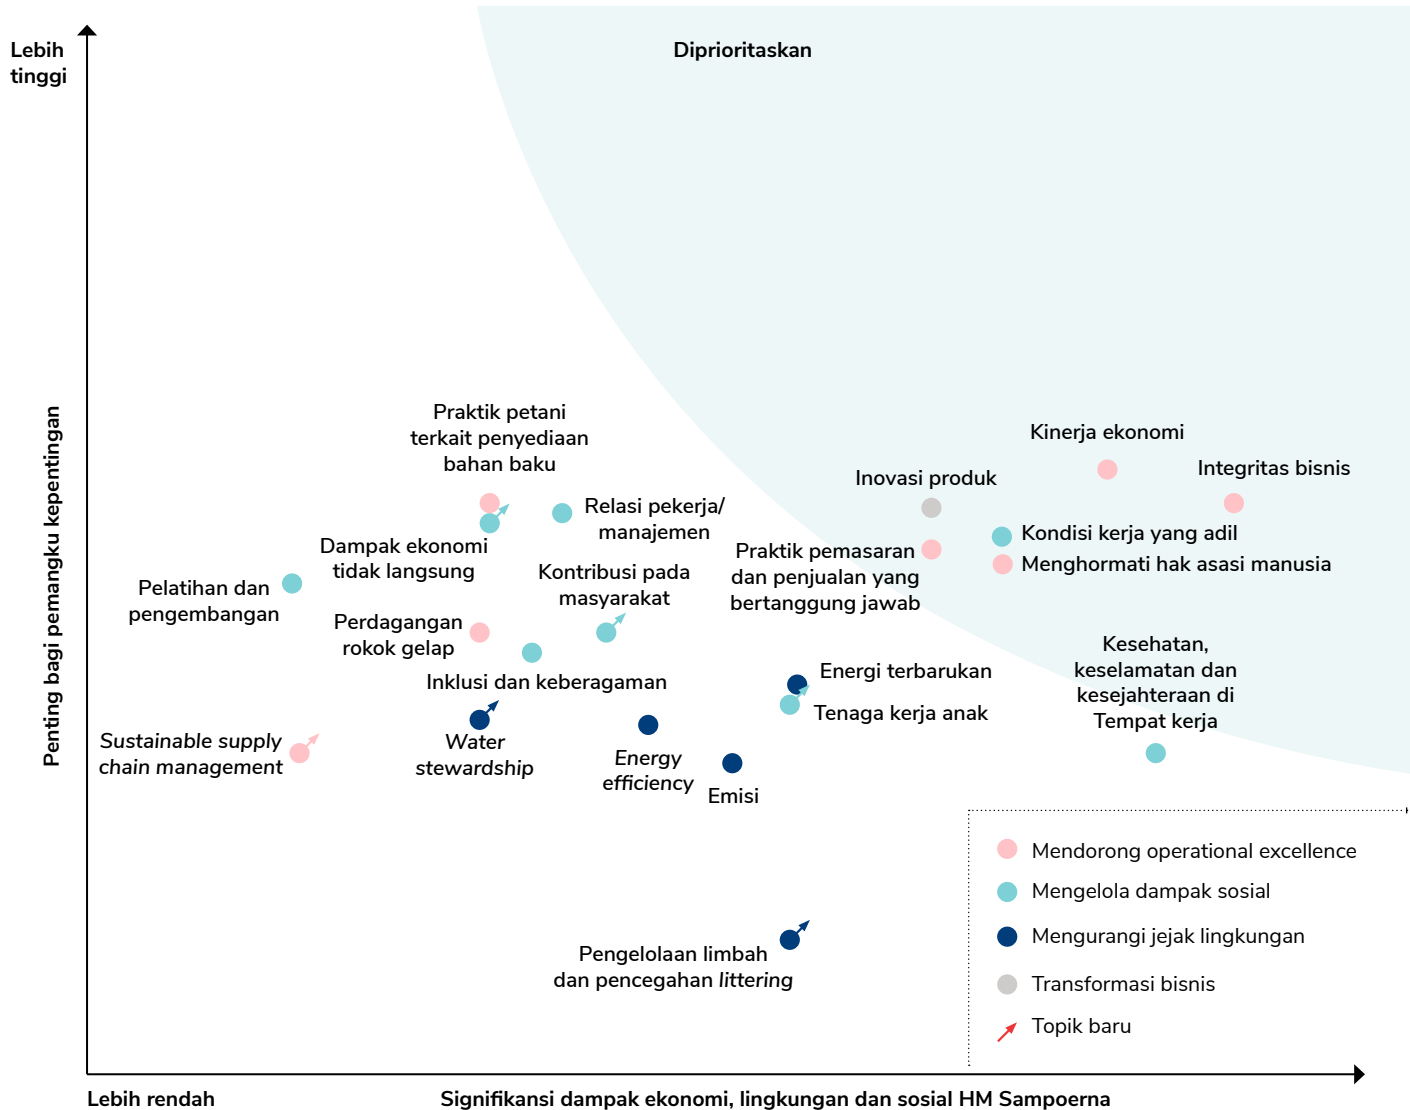 Lebih
tinggi
Diprioritaskan
Penting bagi pemangku kepentingan
Praktik petani
terkait penyediaan
bahan baku
Kinerja ekonomi
Integritas bisnis
Inovasi produk
Relasi pekerja/
manajemen
Kondisi kerja yang adil
Dampak ekonomi
tidak langsung
Praktik pemasaran
dan penjualan yang
bertanggung jawab
Menghormati hak asasi manusia
Kontribusi pada
masyarakat
Pelatihan dan
pengembangan
Perdagangan
rokok gelap
Kesehatan,
keselamatan dan
kesejahteraan di
Tempat kerja
Inklusi dan keberagaman
Energi terbarukan
Tenaga kerja anak
Sustainable supply
chain management
Water
stewardship
Energy
efficiency
Emisi
Pengelolaan limbah
dan pencegahan littering
Mendorong operational excellence
Mengelola dampak sosial
Mengurangi jejak lingkungan
Transformasi bisnis
Topik baru
Lebih rendah
Signifikansi dampak ekonomi, lingkungan dan sosial HM Sampoerna